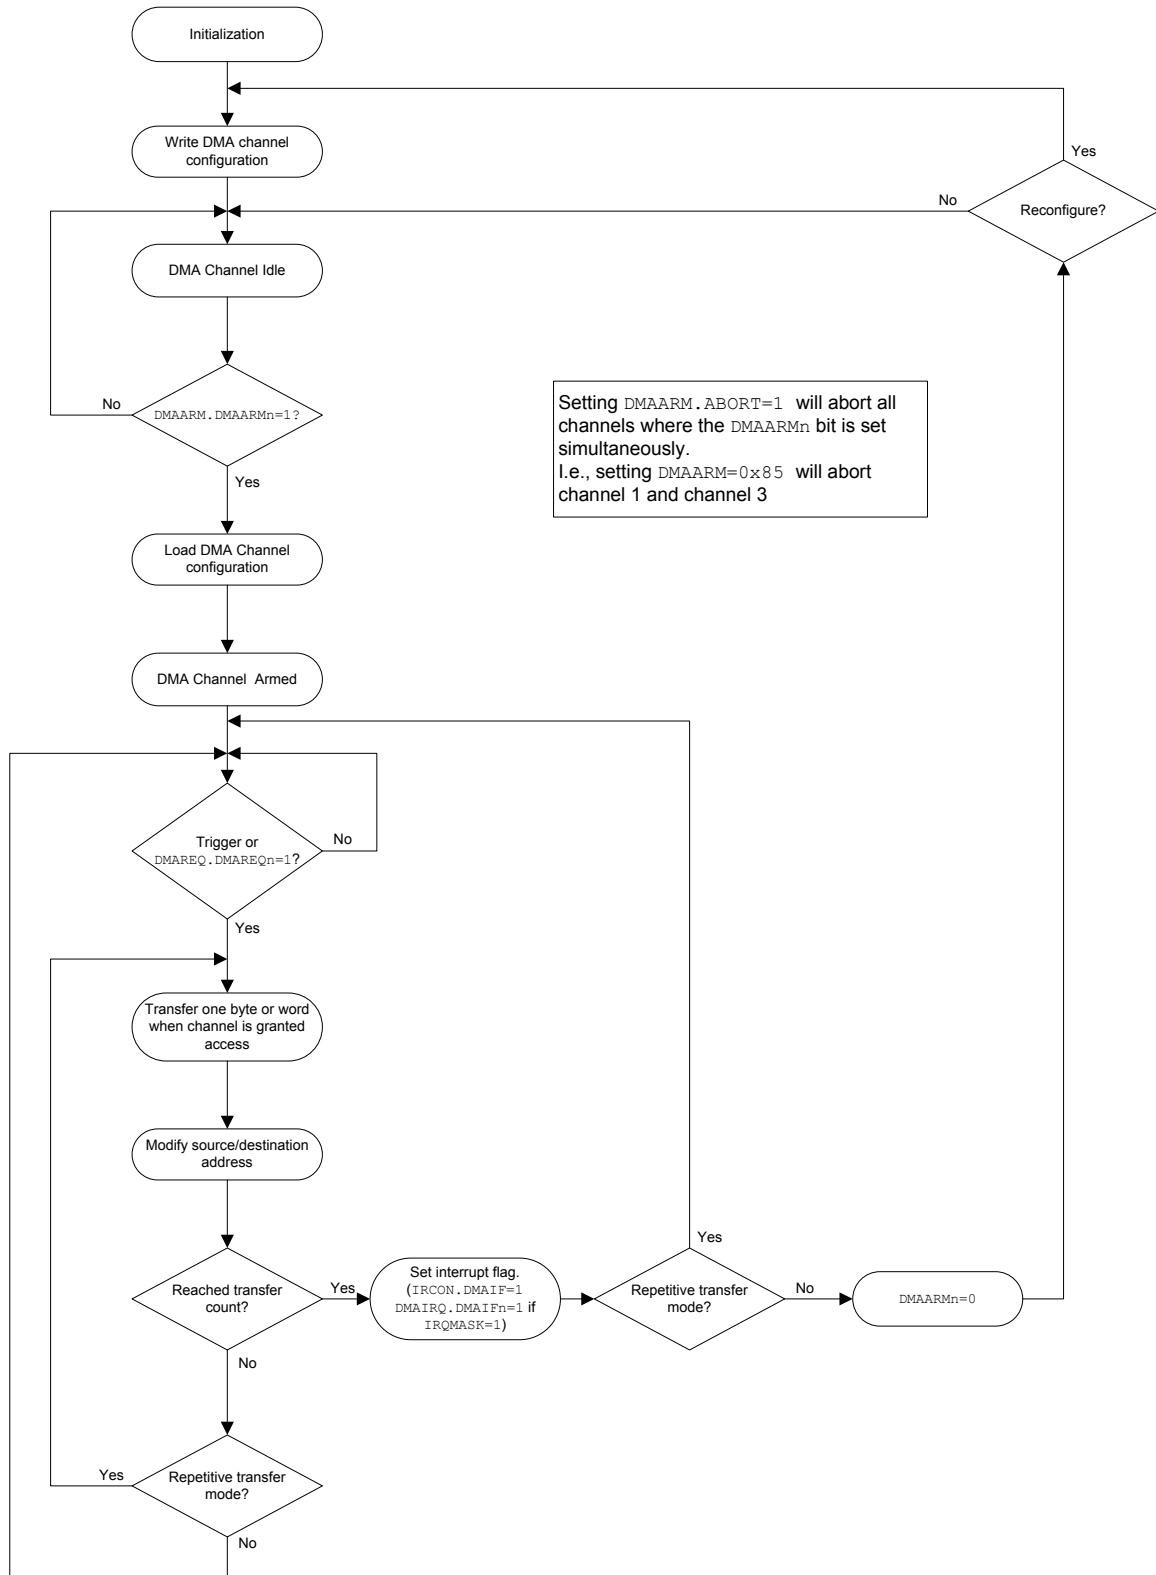 Initialization
Write DMA channel
configuration
Yes
No
Reconfigure?
DMA Channel Idle
No
DMAARM.DMAARMn=1?
Yes
Setting DMAARM.ABORT=1 will abort all
channels where the DMAARMn bit is set
simultaneously.
I.e., setting DMAARM=0x85 will abort
channel 1 and channel 3
Load DMA Channel
configuration
DMA Channel Armed
Trigger or
DMAREQ.DMAREQn=1?
No
Yes
Transfer one byte or word
when channel is granted
access
Modify source/destination
address
Reached transfer
count?
Yes
No
Set interrupt flag.
(IRCON.DMAIF=1
DMAIRQ.DMAIFn=1 if
IRQMASK=1)
Yes
Repetitive transfer
mode?
No
DMAARMn=0
Yes
Repetitive transfer
mode?
No